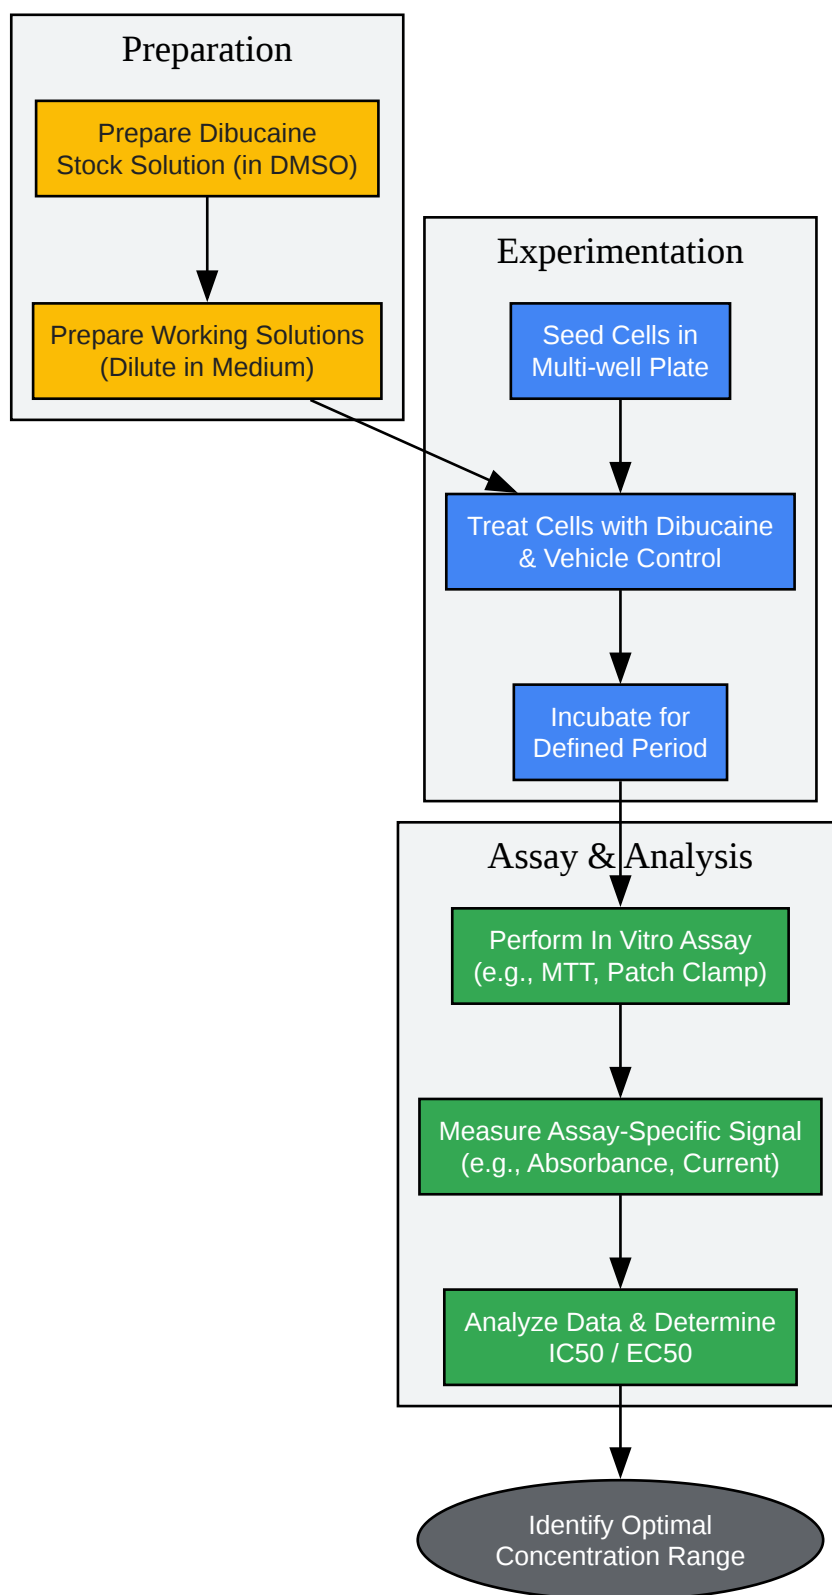 Preparation
Prepare Dibucaine
Stock Solution (in DMSO)
Prepare Working Solutions
(Dilute in Medium)
Experimentation
Seed Cells in
Multi-well Plate
Treat Cells with Dibucaine
& Vehicle Control
Incubate for
Defined Period
Assay & Analysis
Perform In Vitro Assay
(e.g., MTT, Patch Clamp)
Measure Assay-Specific Signal
(e.g., Absorbance, Current)
Analyze Data & Determine
IC50 / EC50
Identify Optimal
Concentration Range